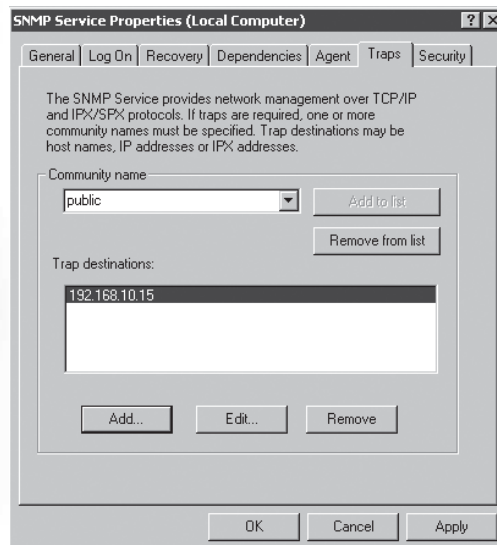 SNMP Service Properties (Local Computer)
General Log On Recovery Dependencies Agent Traps Security
The SNMP Service provides network management over TCP/IP
and IPX/SPX protocols. If traps are required, one or more
community names must be specified. Trap destinations may be
host names, IP addresses or IPX addresses.
Community name
public Add to list
Remove from list
Trap destinations:
192.168.10.15
Add... Edit... Remove
OK Cancel Apply